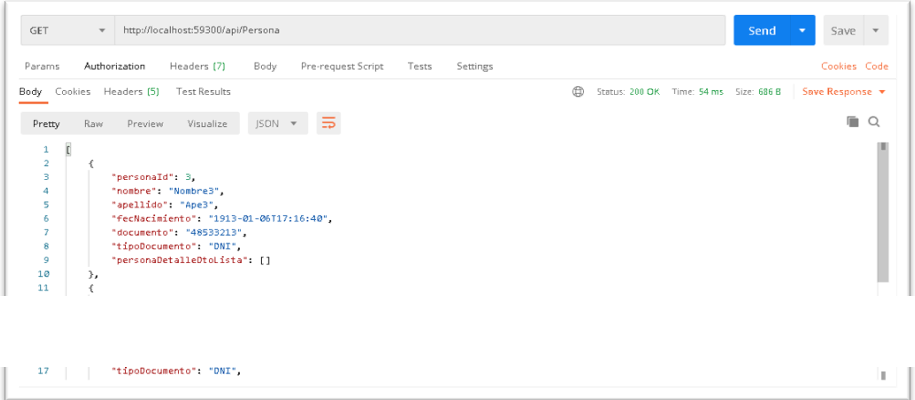 GET http://localhost:59300/api/Persona Send Save
Params Authorization Headers (7) Body Pre-request Script Tests Settings Cookies Code
Body Cookies Headers (5) Test Results Status: 200 OK Time: 54 ms Size: 686 B Save Response
Pretty Raw Preview Visualize JSON
1 [
2 {
3 "personaId": 3,
4 "nombre": "Nombre3",
5 "apellido": "Ape3",
6 "fecNacimiento": "1913-01-06T17:16:40",
7 "documento": "48533213",
8 "tipoDocumento": "DNI",
9 "personaDetalleDtoLista": []
10 },
11 {
17 "tipoDocumento": "DNI",